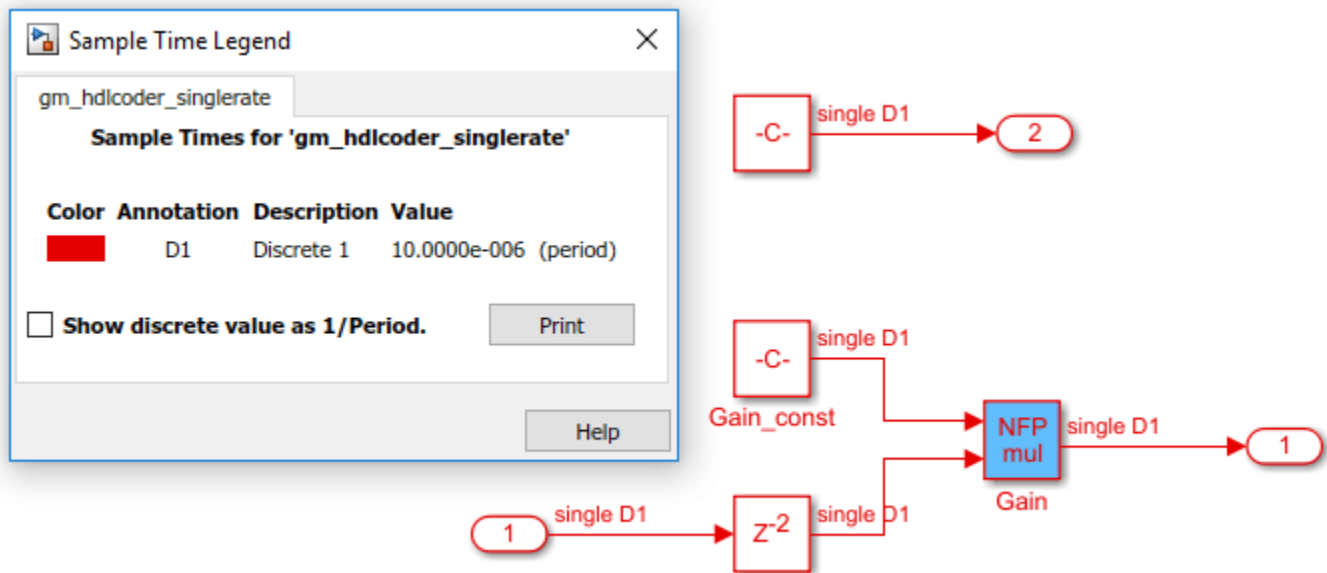 Sample Time Legend
gm_hdlcoder_singlerate
Sample Times for 'gm_hdlcoder_singlerate'
Color Annotation Description Value
D1 Discrete 1 10.0000e-006 (period)
Show discrete value as 1/Period.
Print
Help
-C-
single D1
2
-C-
single D1
Gain_const
NFP
mul
single D1
1
Gain
1
single D1
Z-2
single D1